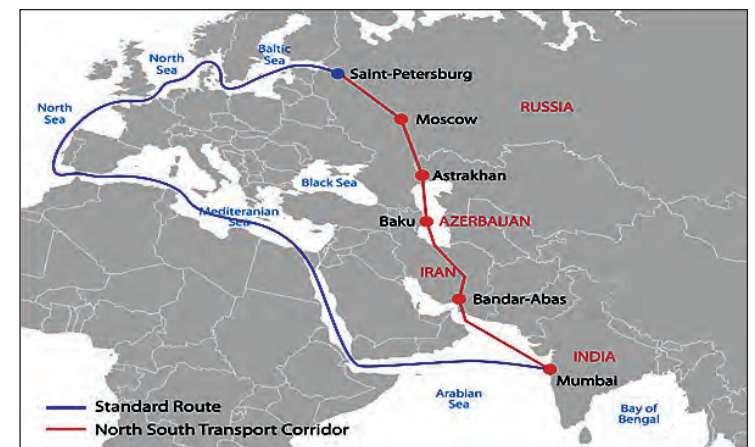 North
Sea
Baltic
Sea
Saint-Petersburg
North
Sea
RUSSIA
Moscow
Astrakhan
Black Sea
Mediteranian
Sea
Baku
AZERBAIJAN
IRAN
Bandar-Abas
INDIA
Mumbai
Arabian
Sea
Bay of
Bengal
Standard Route
North South Transport Corridor